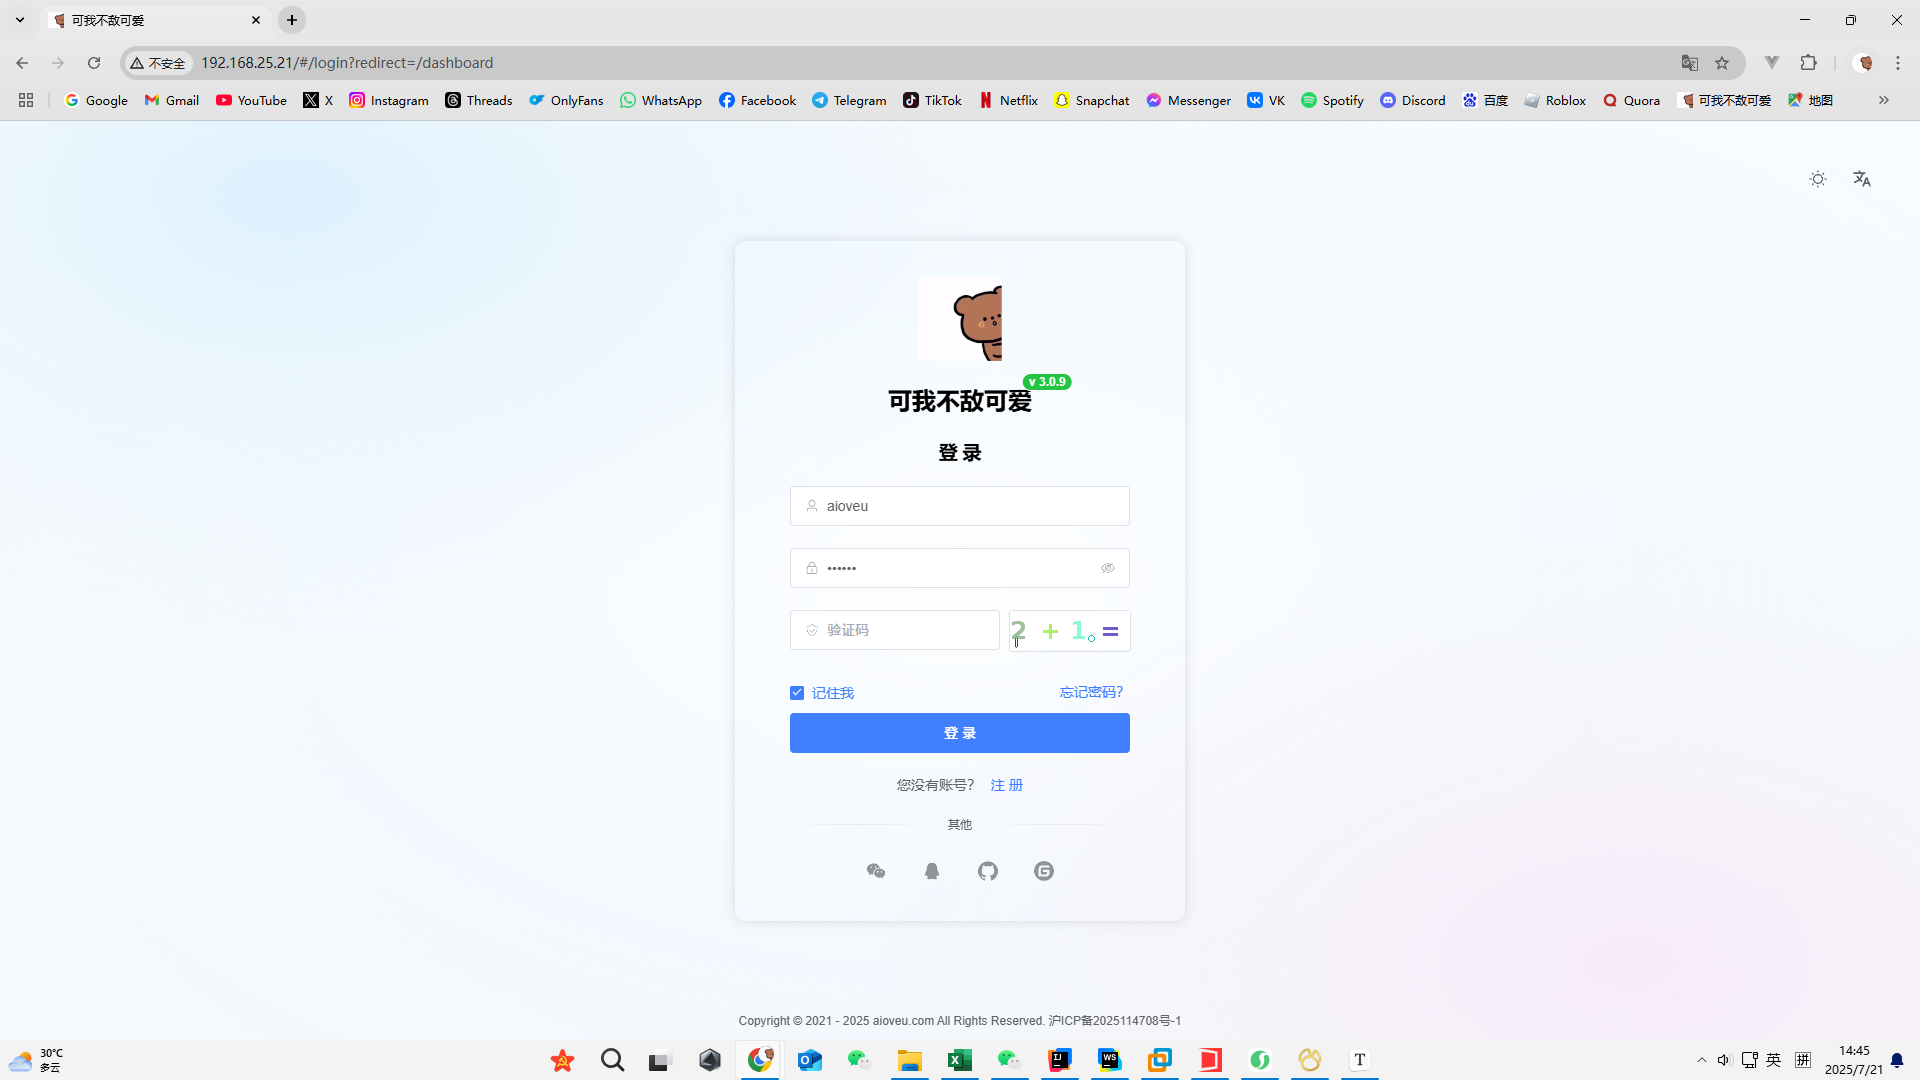 可我不敌可爱
不安全
192.168.25.21/#/login?redirect=/dashboard
Google Gmail YouTube X Instagram Threads OnlyFans WhatsApp Facebook Telegram TikTok Netflix Snapchat Messenger VK Spotify Discord 百度 Roblox Quora 可我不敌可爱 地图
v 3.0.9
可我不敌可爱
登 录
aioveu
••••••
验证码
2 + 1 =
记住我
忘记密码?
登 录
您没有账号? 注 册
其他
Copyright © 2021 - 2025 aioveu.com All Rights Reserved. 沪ICP备2025114708号-1
30°C
多云
英
拼
14:45
2025/7/21